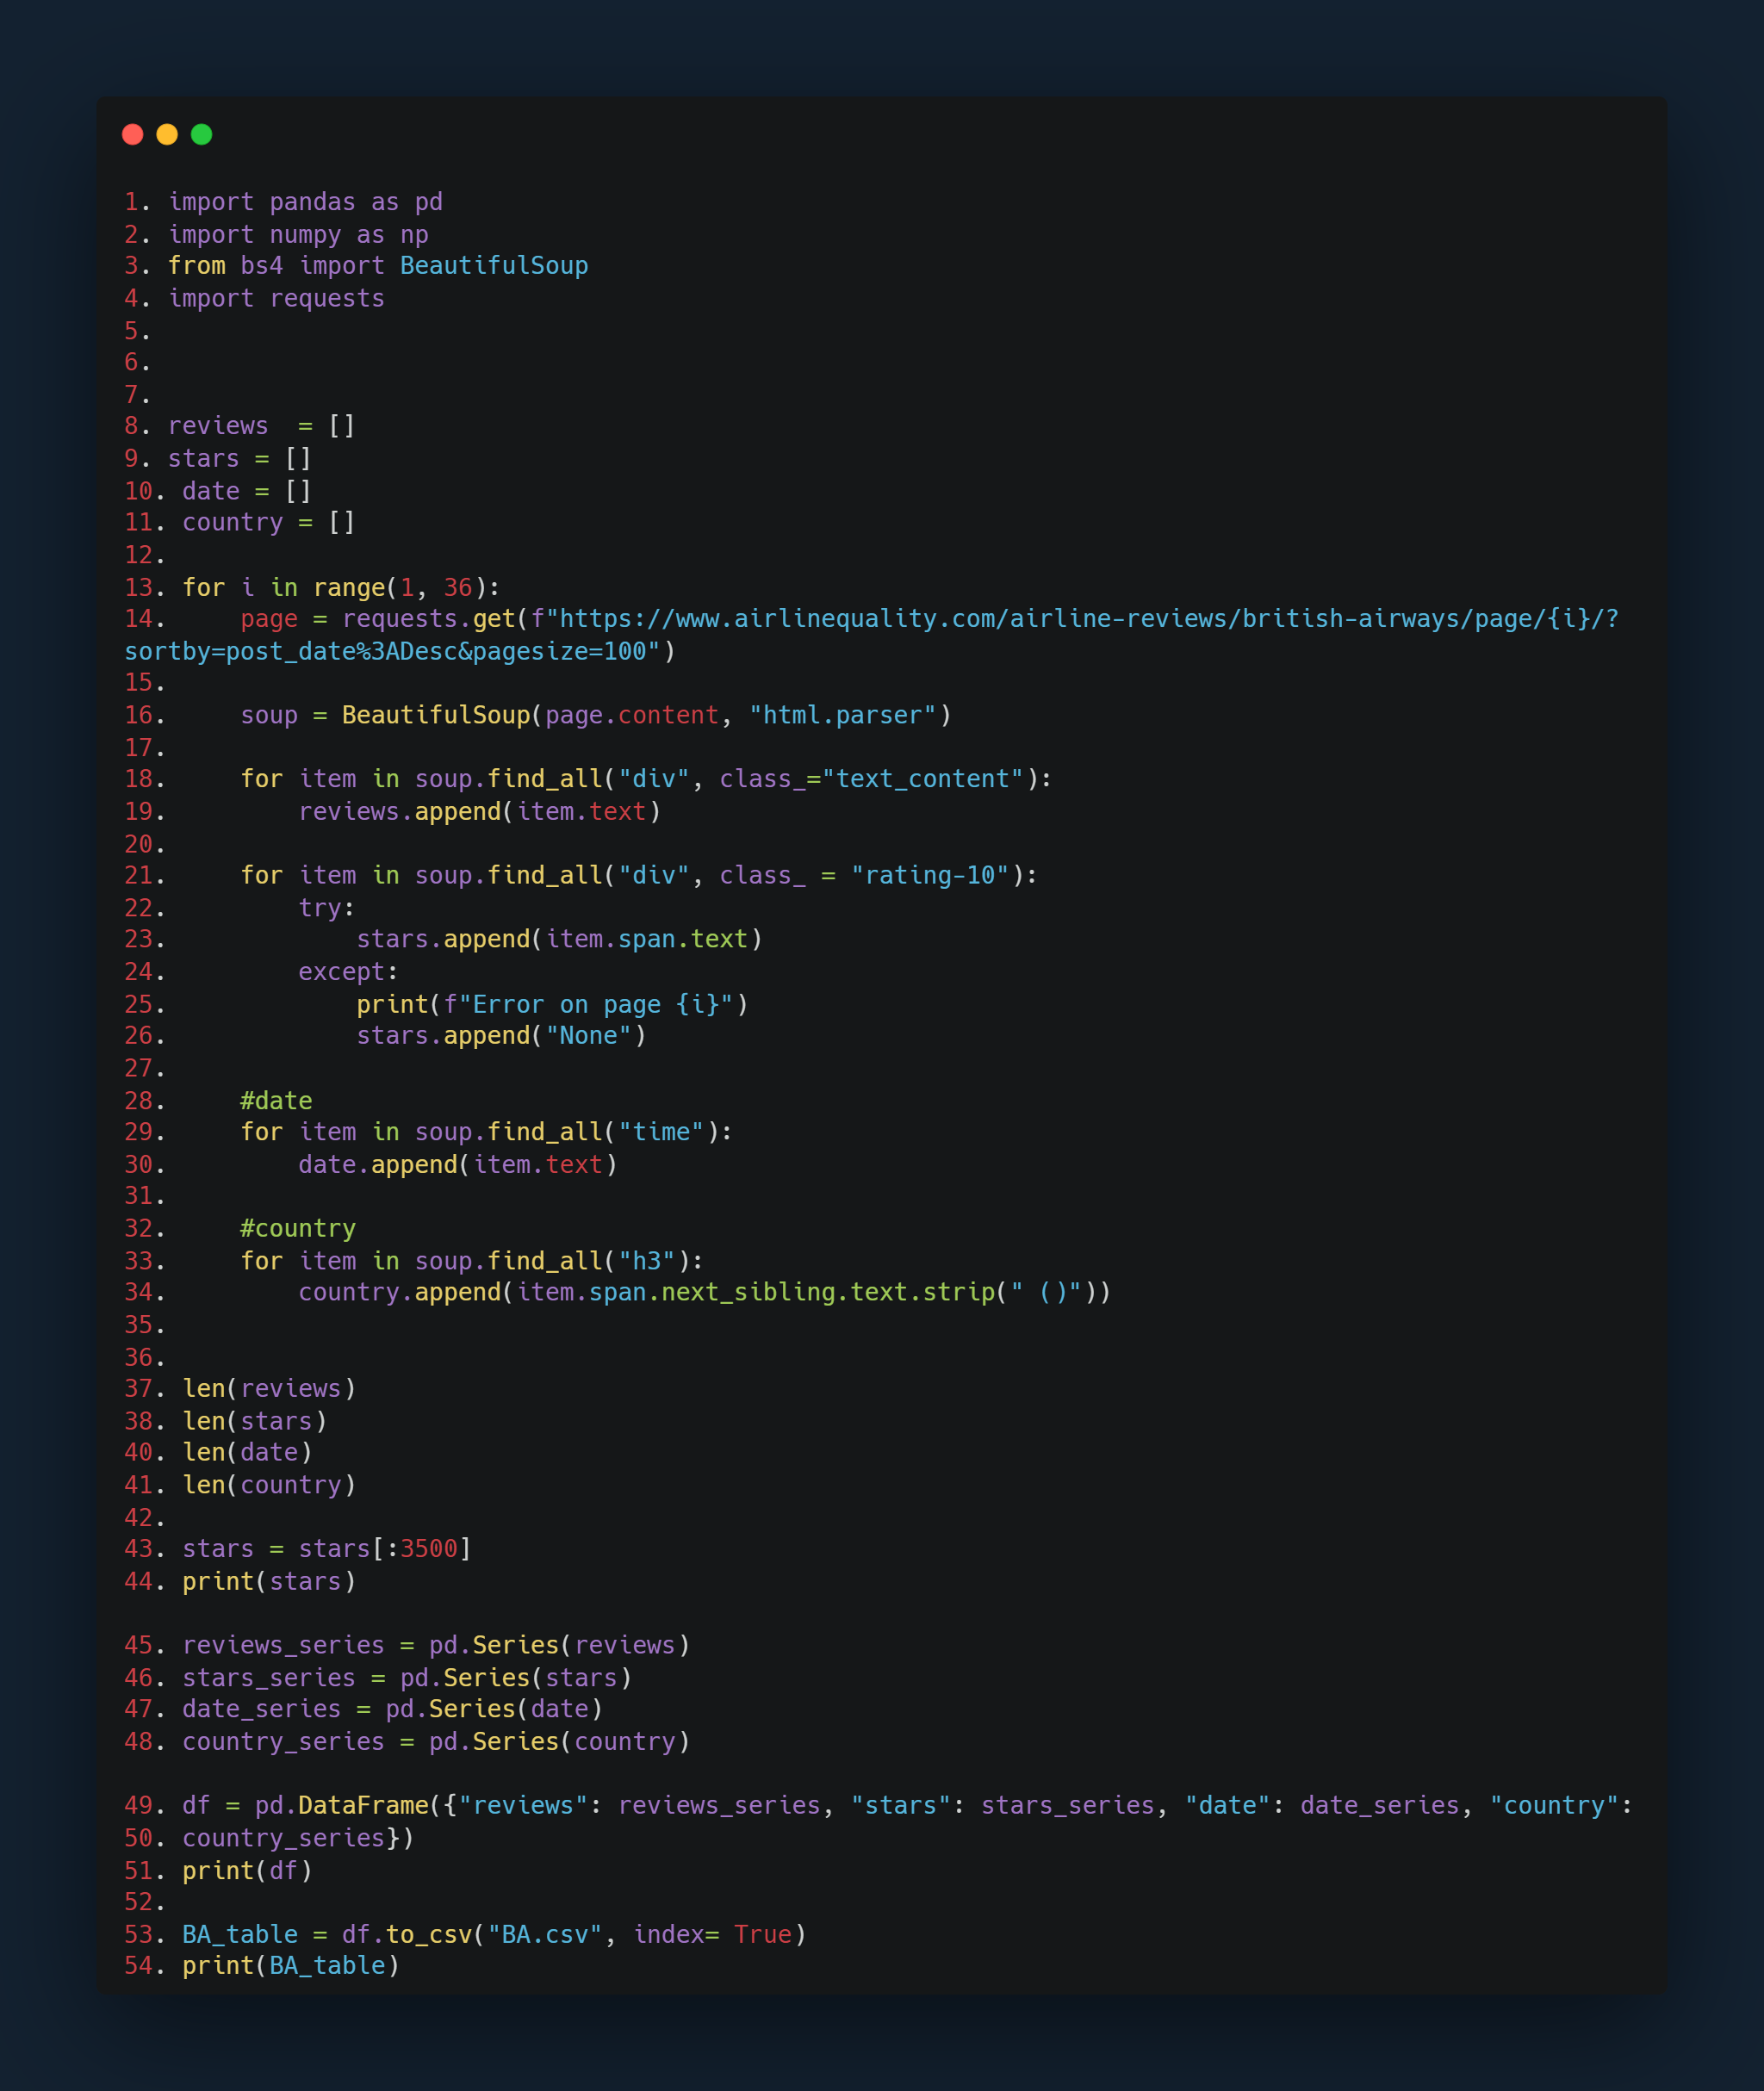 1. import pandas as pd
2. import numpy as np
3. from bs4 import BeautifulSoup
4. import requests
5.
6.
7.
8. reviews  = []
9. stars = []
10. date = []
11. country = []
12.
13. for i in range(1, 36):
14.     page = requests.get(f"https://www.airlinequality.com/airline-reviews/british-airways/page/{i}/?
sortby=post_date%3ADesc&pagesize=100")
15.
16.     soup = BeautifulSoup(page.content, "html.parser")
17.
18.     for item in soup.find_all("div", class_="text_content"):
19.         reviews.append(item.text)
20.
21.     for item in soup.find_all("div", class_ = "rating-10"):
22.         try:
23.             stars.append(item.span.text)
24.         except:
25.             print(f"Error on page {i}")
26.             stars.append("None")
27.
28.     #date
29.     for item in soup.find_all("time"):
30.         date.append(item.text)
31.
32.     #country
33.     for item in soup.find_all("h3"):
34.         country.append(item.span.next_sibling.text.strip(" ()"))
35.
36.
37. len(reviews)
38. len(stars)
40. len(date)
41. len(country)
42.
43. stars = stars[:3500]
44. print(stars)
45. reviews_series = pd.Series(reviews)
46. stars_series = pd.Series(stars)
47. date_series = pd.Series(date)
48. country_series = pd.Series(country)
49. df = pd.DataFrame({"reviews": reviews_series, "stars": stars_series, "date": date_series, "country":
50. country_series})
51. print(df)
52.
53. BA_table = df.to_csv("BA.csv", index= True)
54. print(BA_table)